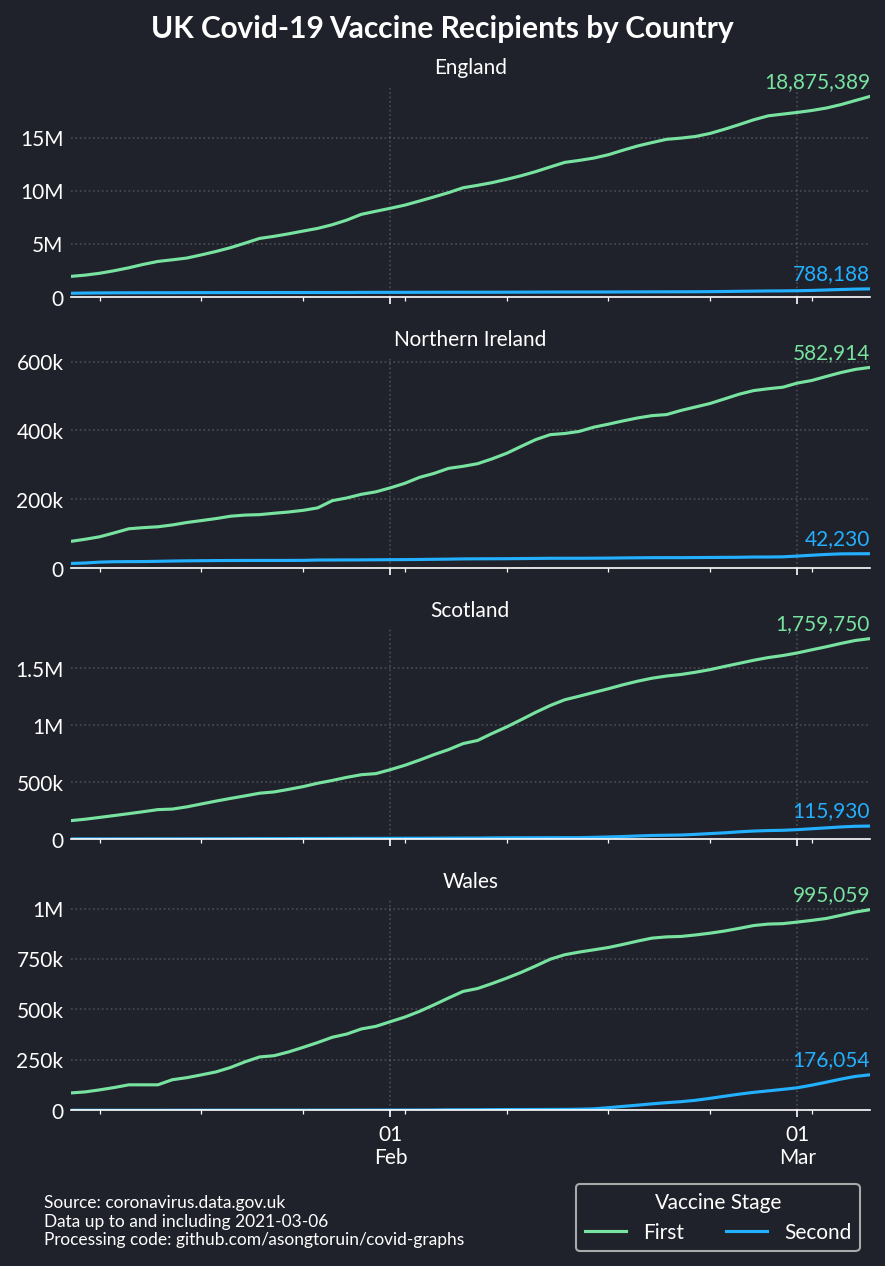 UK Covid-19 Vaccine Recipients by Country
England
18,875,389
15M
10M
5M
788,188
0
Northern Ireland
600k
582,914
400k
200k
42,230
0
Scotland
1,759,750
1.5M
1M
500k
115,930
0
Wales
995,059
1M
750k
500k
250k
176,054
0
01 01
Feb Mar
Source: coronavirus.data.gov.uk
Data up to and including 2021-03-06
Processing code: github.com/asongtoruin/covid-graphs
Vaccine Stage
First Second